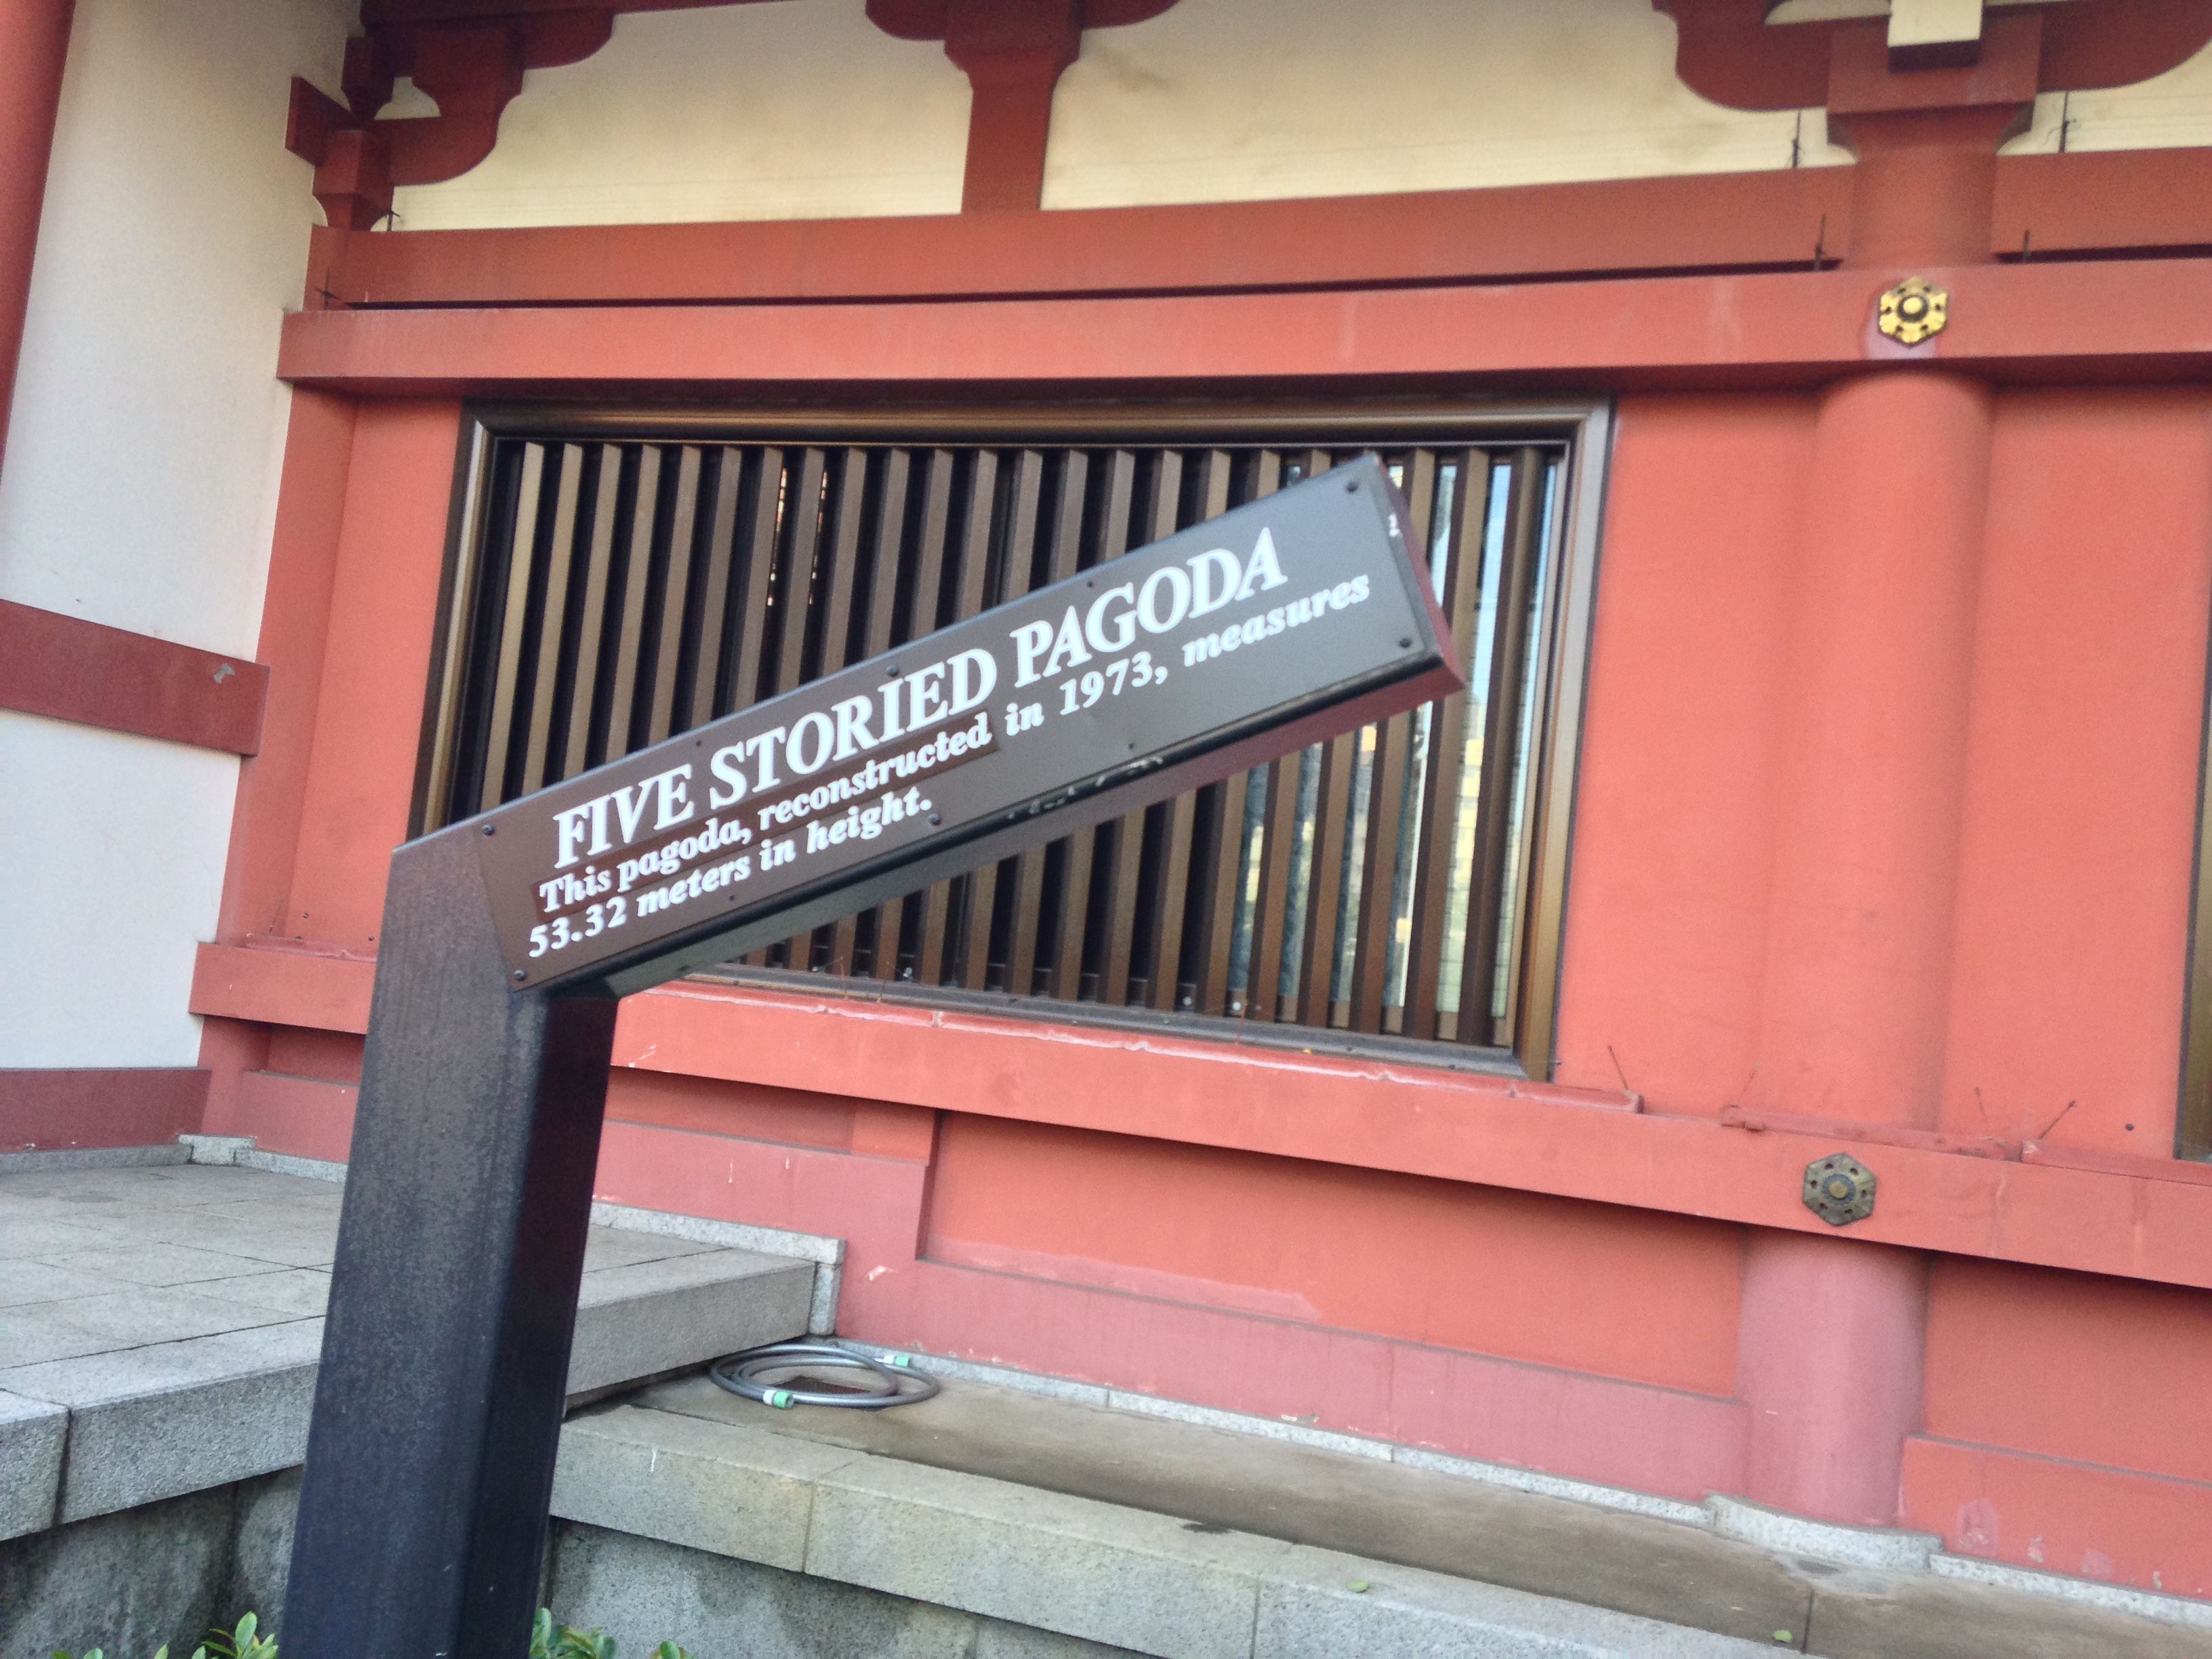 FIVE STORIED PAGODA
This pagoda, reconstructed in 1973, measures
53.32 meters in height.